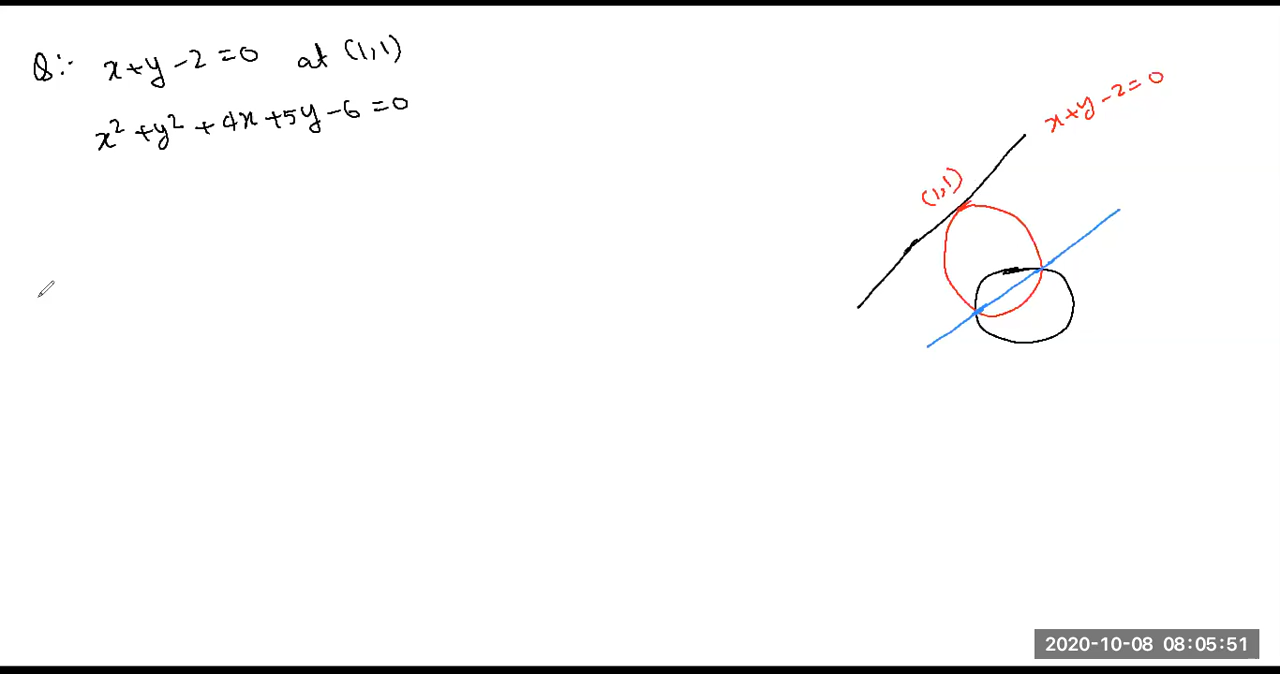 Q:- x+y-2=0 at (1,1)
x²+y²+4x+5y-6=0
x+y-2=0
(1,1)
2020-10-08 08:05:51